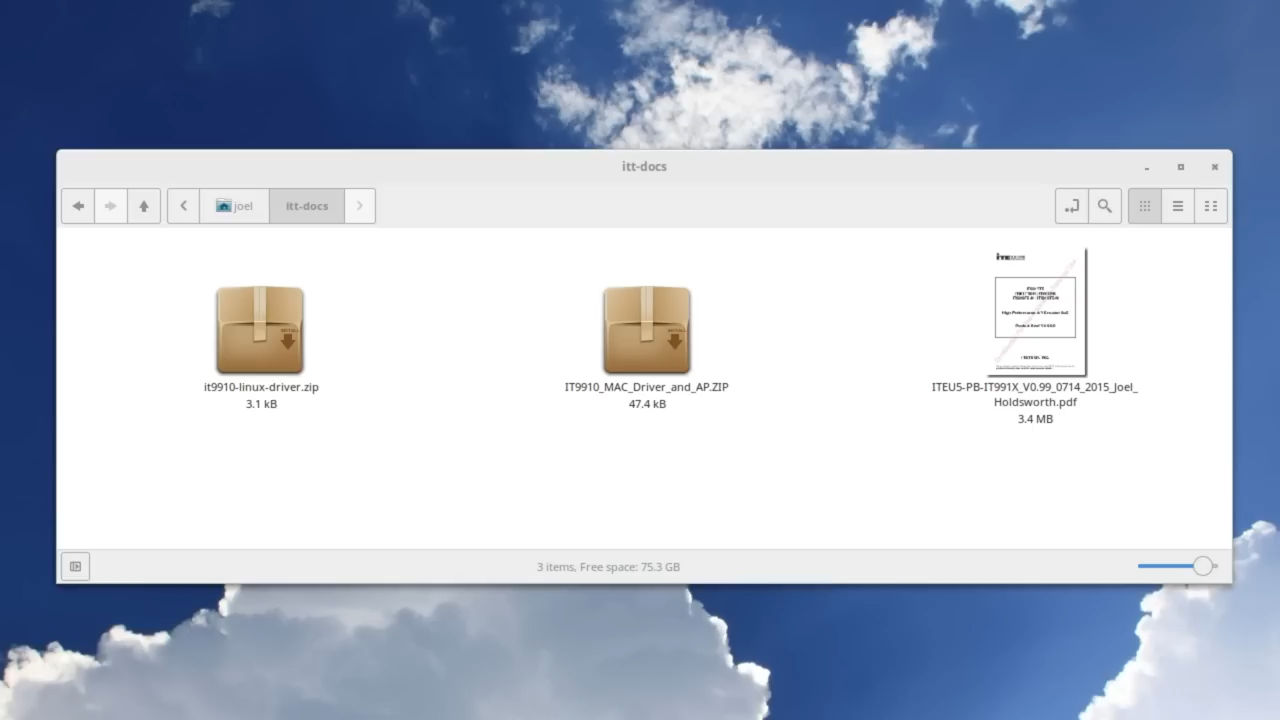 itt-docs
joel
itt-docs
it9910-linux-driver.zip
3.1 kB
IT9910_MAC_Driver_and_AP.ZIP
47.4 kB
ITEU5-PB-IT991X_V0.99_0714_2015_Joel_
Holdsworth.pdf
3.4 MB
3 items, Free space: 75.3 GB